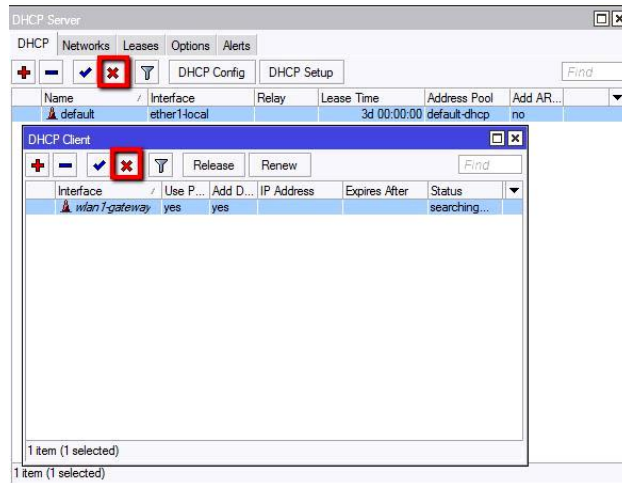 DHCP Server
DHCP Networks Leases Options Alerts
DHCP Config DHCP Setup Find
Name / Interface Relay Lease Time Address Pool Add AR...
default ether1-local 3d 00:00:00 default-dhcp no
DHCP Client
Release Renew Find
Interface / Use P... Add D... IP Address Expires After Status
wlan1-gateway yes yes searching...
1 item (1 selected)
1 item (1 selected)